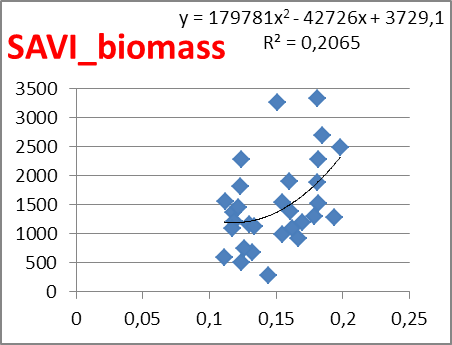 y = 179781x² - 42726x + 3729,1
R² = 0,2065
SAVI_biomass
3500
3000
2500
2000
1500
1000
500
0
0 0,05 0,1 0,15 0,2 0,25